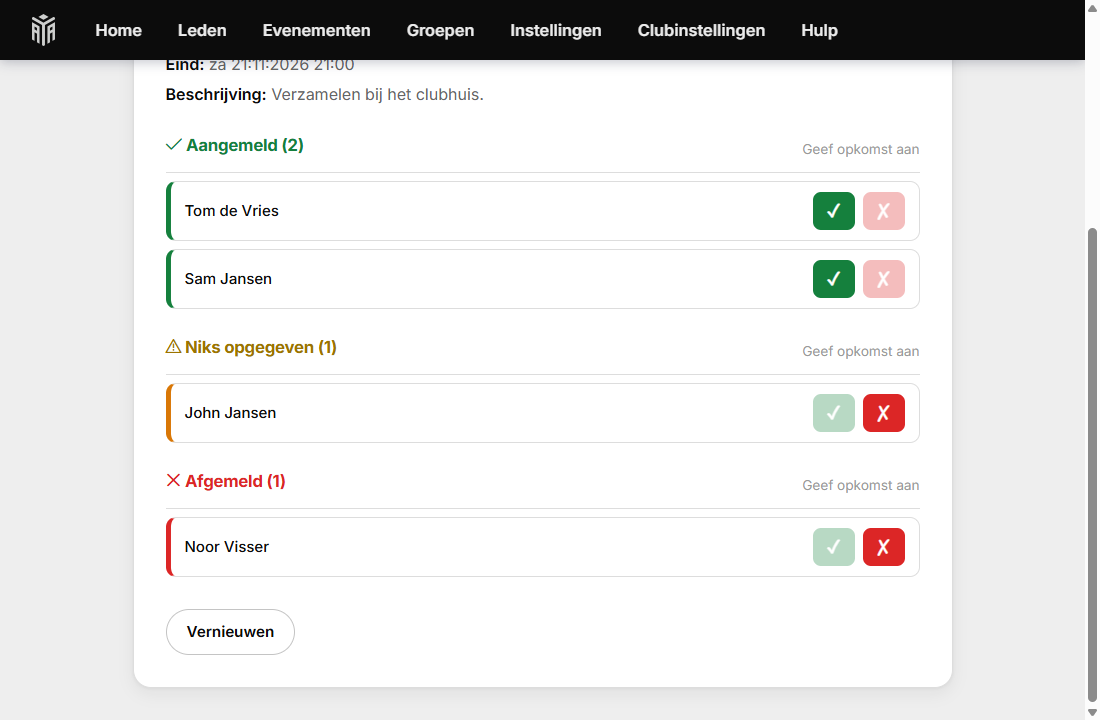 Home Leden Evenementen Groepen Instellingen Clubinstellingen Hulp
Eind: za 21:11:2026 21:00
Beschrijving: Verzamelen bij het clubhuis.
Aangemeld (2) Geef opkomst aan
Tom de Vries ✓ ✗
Sam Jansen ✓ ✗
Niks opgegeven (1) Geef opkomst aan
John Jansen ✓ ✗
Afgemeld (1) Geef opkomst aan
Noor Visser ✓ ✗
Vernieuwen